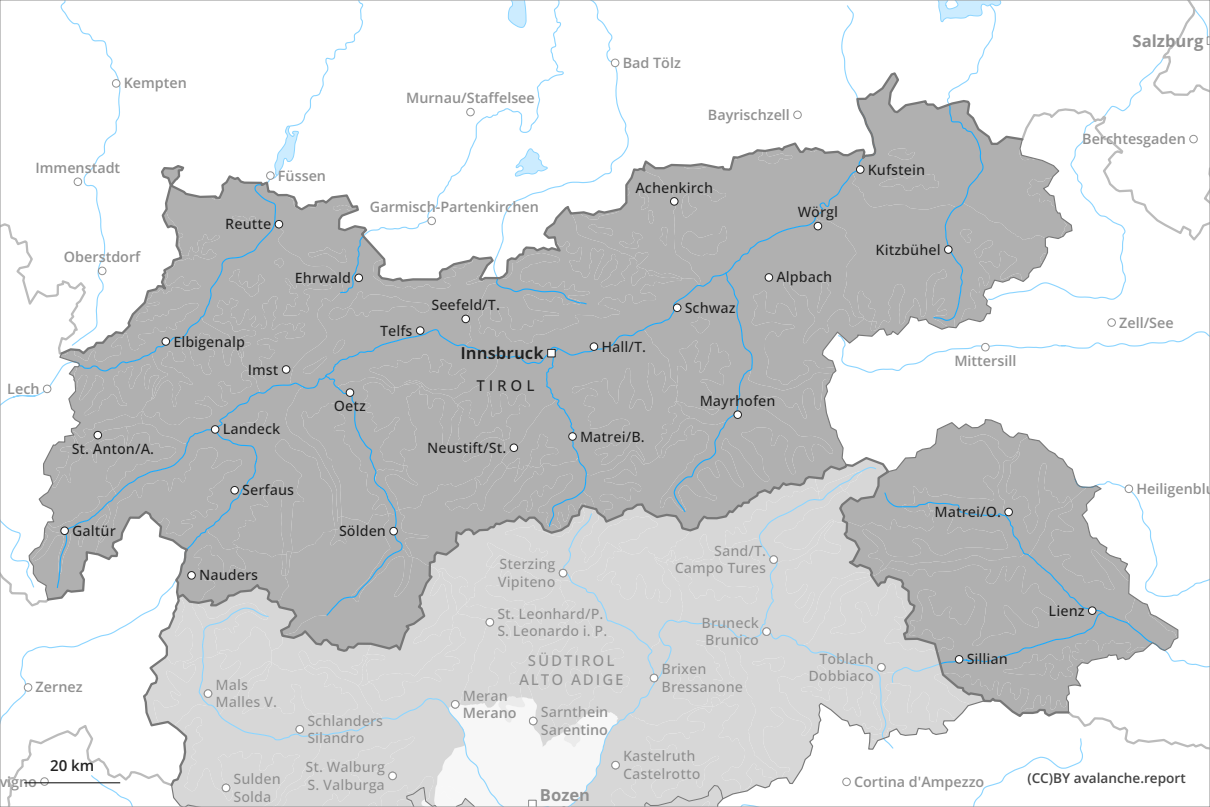 Salzburg
Kempten
Bad Tölz
Murnau/Staffelsee
Bayrischzell
Berchtesgaden
Immenstadt
Füssen
Kufstein
Achenkirch
Garmisch-Partenkirchen
Wörgl
Reutte
Kitzbühel
Oberstdorf
Ehrwald
Alpbach
Seefeld/T.
Schwaz
Telfs
Zell/See
Elbigenalp
Innsbruck
Hall/T.
Mittersill
Imst
TIROL
Lech
Oetz
Mayrhofen
Landeck
Matrei/B.
St. Anton/A.
Neustift/St.
Serfaus
Heiligenblu
Matrei/O.
Galtür
Sölden
Sand/T.
Campo Tures
Sterzing
Vipiteno
Nauders
Lienz
St. Leonhard/P.
S. Leonardo i. P.
Bruneck
Brunico
SÜDTIROL
ALTO ADIGE
Toblach
Dobbiaco
Sillian
Brixen
Bressanone
Zernez
Mals
Malles V.
Meran
Merano
Sarnthein
Sarentino
Schlanders
Silandro
Kastelruth
Castelrotto
20 km
St. Walburg
S. Valburga
vigno
Sulden
Solda
Cortina d'Ampezzo
(CC)BY avalanche.report
Bozen